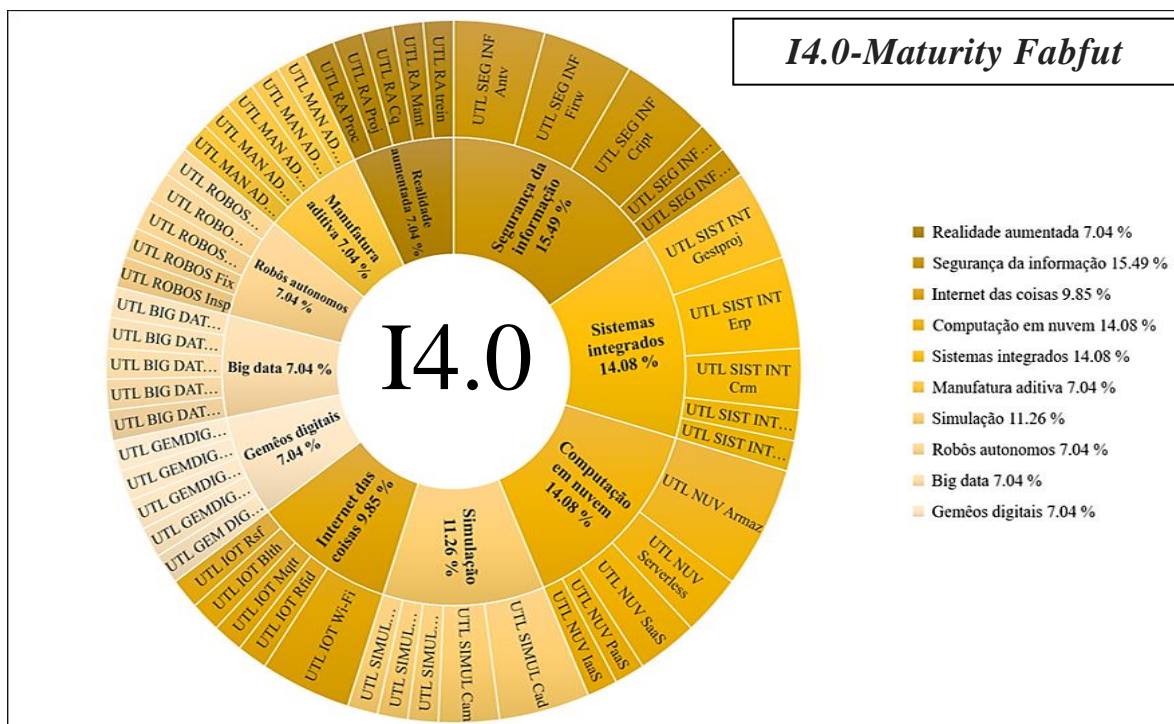 I4.0-Maturity Fabfut
I4.0
Segurança da
informação
15.49 %
UTL SEG INF
Antv
UTL SEG INF
Firw
UTL SEG INF
Cript
UTL SEG INF…
UTL SEG INF…
Sistemas
integrados
14.08 %
UTL SIST INT
Gestproj
UTL SIST INT
Erp
UTL SIST INT
Crm
UTL SIST INT…
UTL SIST INT…
Computação
em nuvem
14.08 %
UTL NUV Armaz
UTL NUV
Serverless
UTL NUV SaaS
UTL NUV PaaS
UTL NUV IaaS
Simulação
11.26 %
UTL SIMUL Cad
UTL SIMUL Cam
UTL SIMUL…
UTL SIMUL…
UTL SIMUL…
Internet das
coisas 9,85 %
UTL IOT Wi-Fi
UTL IOT Rfid
UTL IOT Mqtt
UTL IOT Blth
UTL IOT Rsf
Gemêos digitais
7.04 %
UTL GEM DIG…
UTL GEMDIG…
UTL GEMDIG…
UTL GEMDIG…
UTL GEMDIG…
Big data 7.04 %
UTL BIG DAT…
UTL BIG DAT…
UTL BIG DAT…
UTL BIG DAT…
UTL BIG DAT…
Robôs autonomos
7.04 %
UTL ROBOS Insp
UTL ROBOS Fix
UTL ROBOS…
UTL ROBO…
UTL ROBOS…
Manufatura
aditiva 7.04 %
UTL MAN AD…
UTL MAN AD…
UTL MAN AD…
UTL MAN AD…
UTL MAN AD…
Realidade
aumentada 7.04
%
UTL RA Proc
UTL RA Proj
UTL RA Cq
UTL RA Mant
UTL RA trein
Realidade aumentada 7.04 %
Segurança da informação 15.49 %
Internet das coisas 9.85 %
Computação em nuvem 14.08 %
Sistemas integrados 14.08 %
Manufatura aditiva 7.04 %
Simulação 11.26 %
Robôs autonomos 7.04 %
Big data 7.04 %
Gemêos digitais 7.04 %